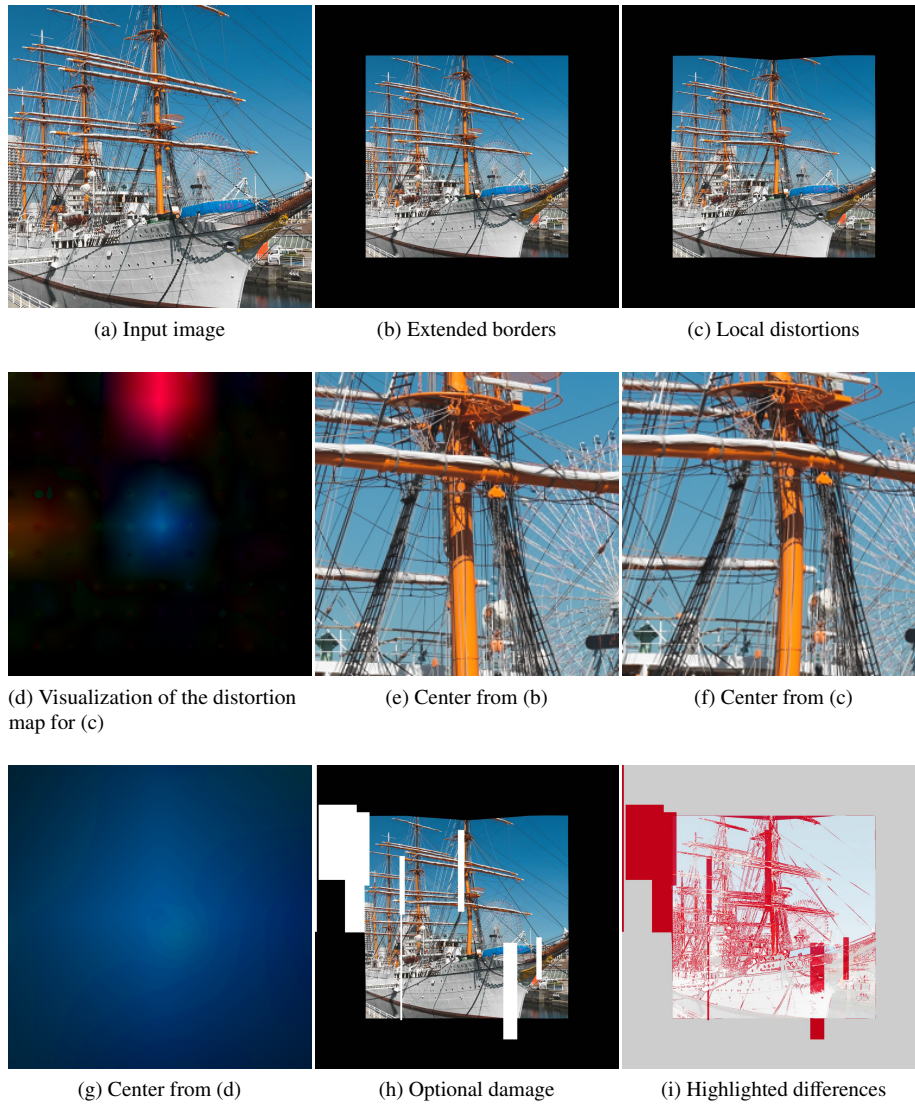 (a) Input image
(b) Extended borders
(c) Local distortions
(d) Visualization of the distortion
map for (c)
(e) Center from (b)
(f) Center from (c)
(g) Center from (d)
(h) Optional damage
(i) Highlighted differences